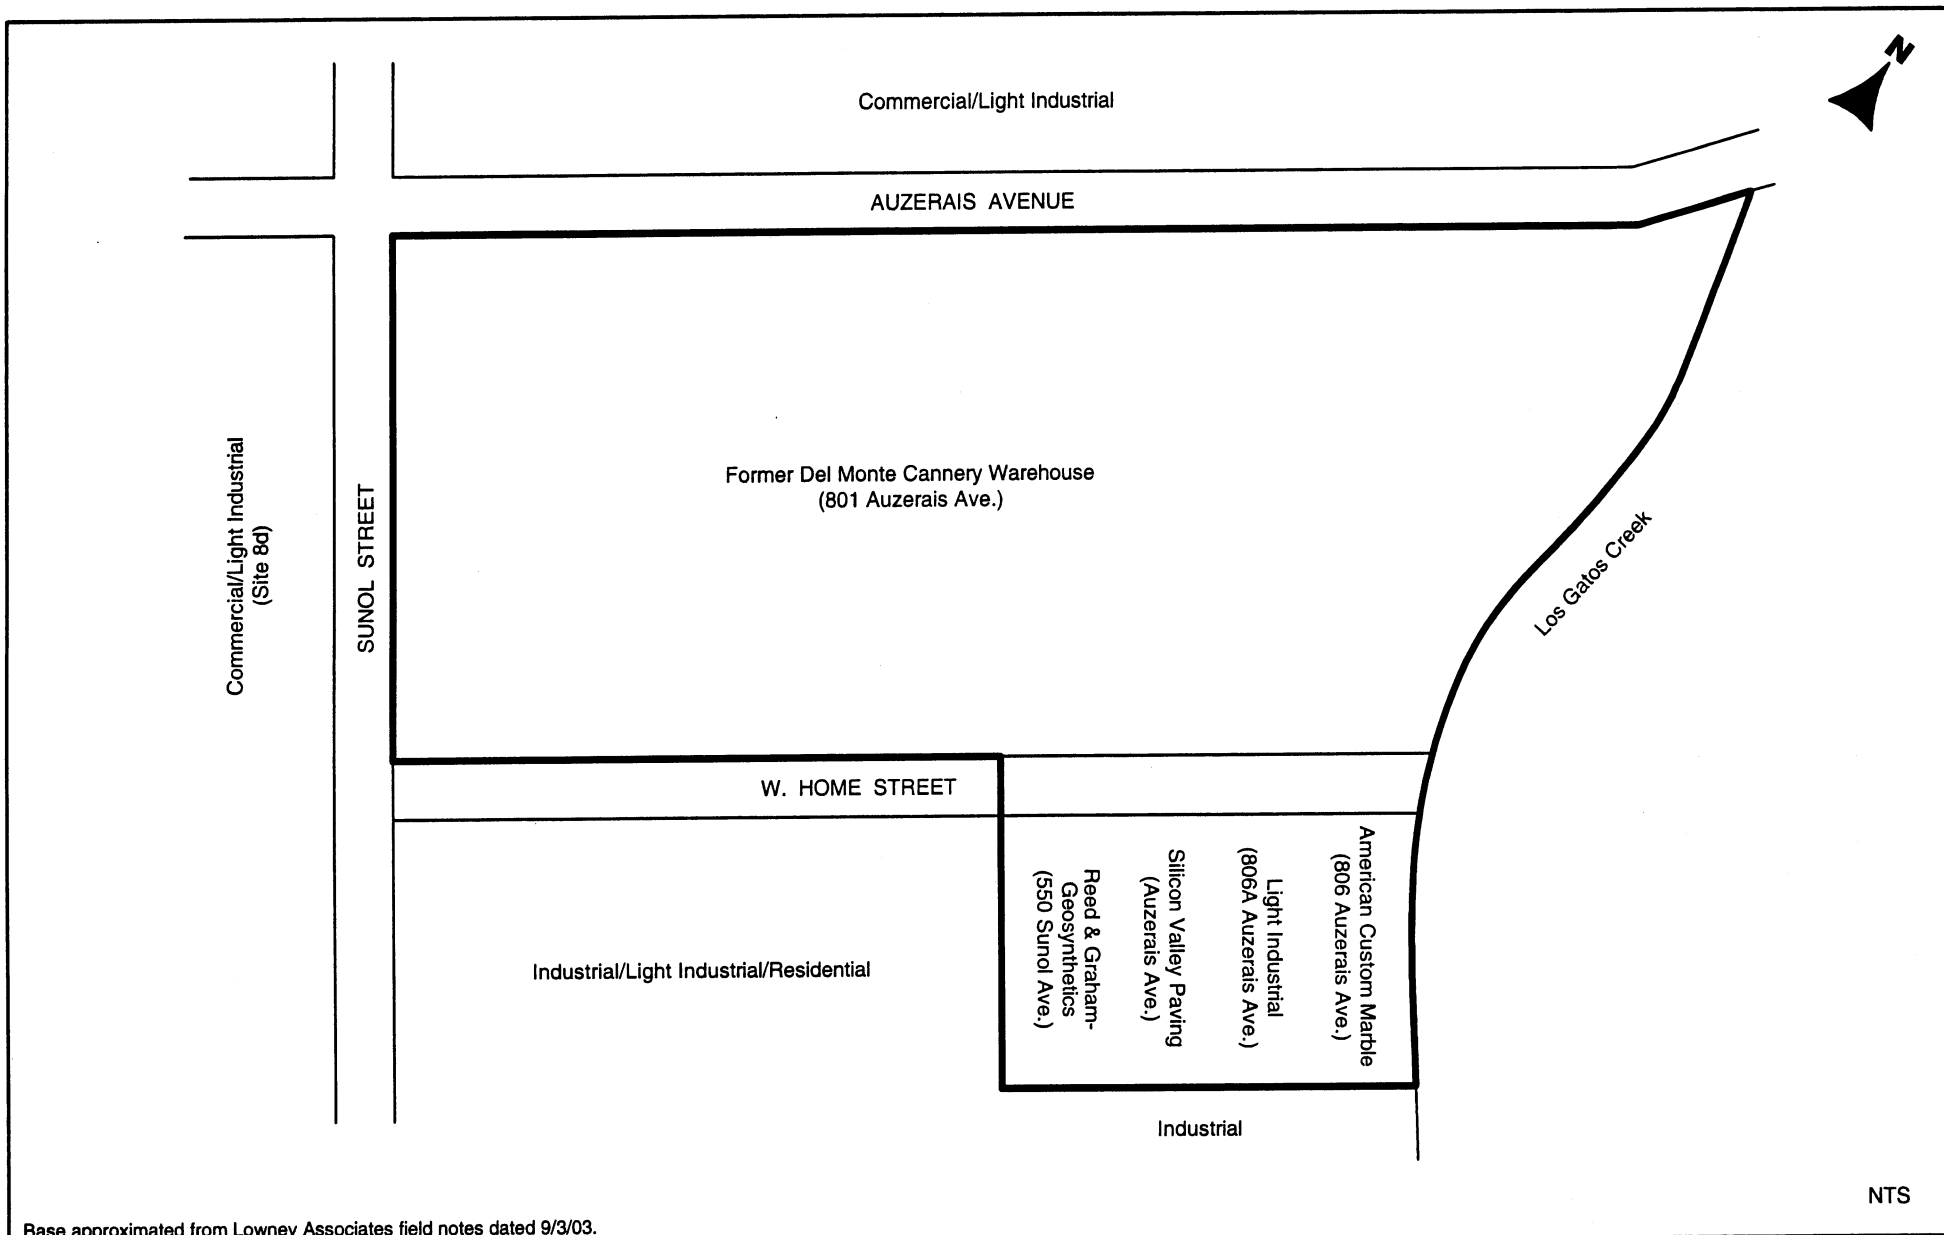 N
Commercial/Light Industrial
AUZERAIS AVENUE
Commercial/Light Industrial
(Site 8d)
SUNOL STREET
Former Del Monte Cannery Warehouse
(801 Auzerais Ave.)
Los Gatos Creek
W. HOME STREET
Industrial/Light Industrial/Residential
Reed & Graham-
Geosynthetics
(550 Sunol Ave.)
Silicon Valley Paving
(Auzerais Ave.)
Light Industrial
(806A Auzerais Ave.)
American Custom Marble
(806 Auzerais Ave.)
Industrial
NTS
Base approximated from Lowney Associates field notes dated 9/3/03.